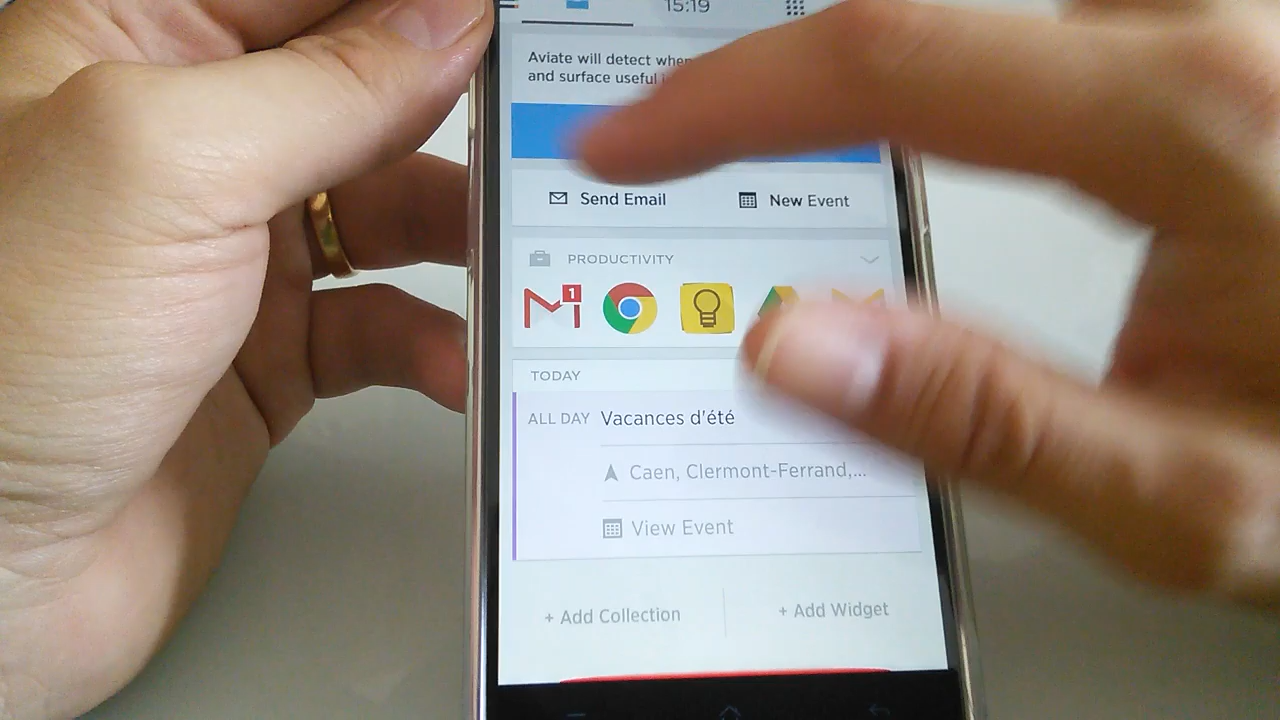 15:19
Aviate will detect when
and surface useful
Send Email
New Event
PRODUCTIVITY
1
TODAY
ALL DAY Vacances d'été
Caen, Clermont-Ferrand,...
View Event
+ Add Collection
+ Add Widget